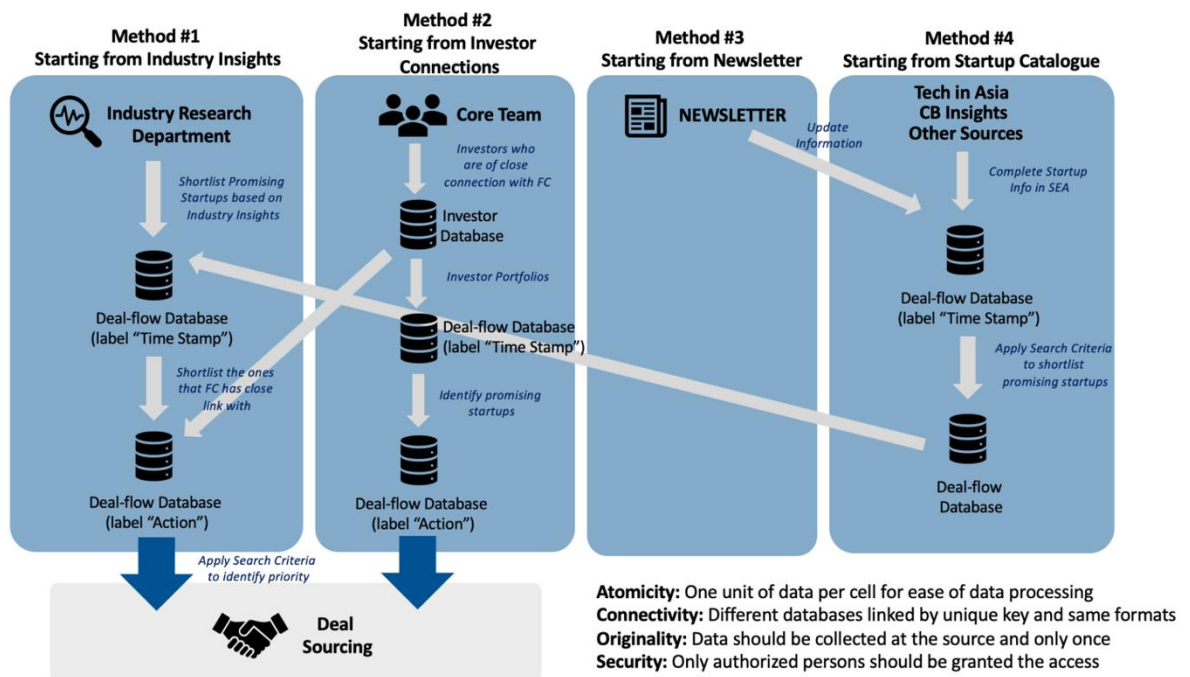 Method #1
Starting from Industry Insights
Industry Research
Department
Shortlist Promising
Startups based on
Industry Insights
Deal-flow Database
(label “Time Stamp”)
Shortlist the ones
that FC has close
link with
Deal-flow Database
(label “Action”)
Method #2
Starting from Investor
Connections
Core Team
Investors who
are of close
connection with FC
Investor
Database
Investor Portfolios
Deal-flow Database
(label “Time Stamp”)
Identify promising
startups
Deal-flow Database
(label “Action”)
Method #3
Starting from Newsletter
NEWSLETTER
Update
Information
Method #4
Starting from Startup Catalogue
Tech in Asia
CB Insights
Other Sources
Complete Startup
Info in SEA
Deal-flow Database
(label “Time Stamp”)
Apply Search Criteria
to shortlist
promising startups
Deal-flow
Database
Apply Search Criteria
to identify priority
Deal
Sourcing
Atomicity: One unit of data per cell for ease of data processing
Connectivity: Different databases linked by unique key and same formats
Originality: Data should be collected at the source and only once
Security: Only authorized persons should be granted the access